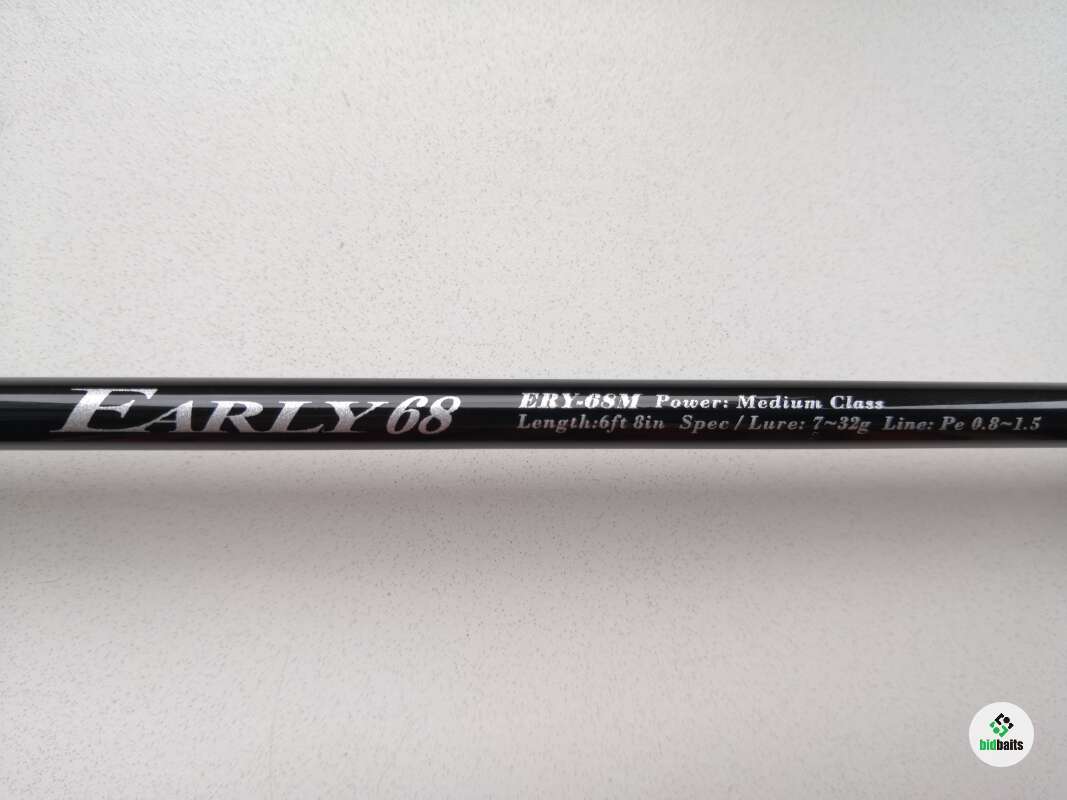 EARLY 68
ERY-68M Power: Medium Class
Length:6ft 8in Spec / Lure: 7~32g Line: Pe 0.8~1.5
bidbaits